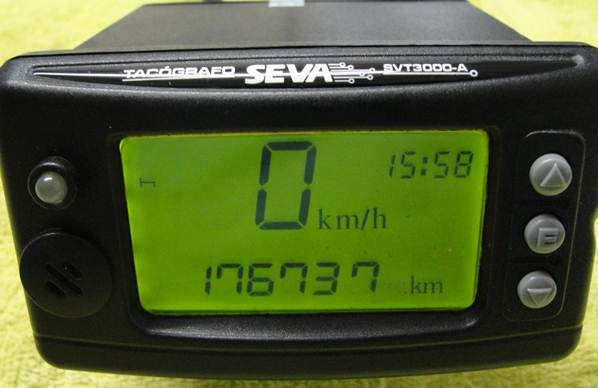 TACÓGRAFO SEVA SVT3000-A
15:58
0 km/h
176737 km
E